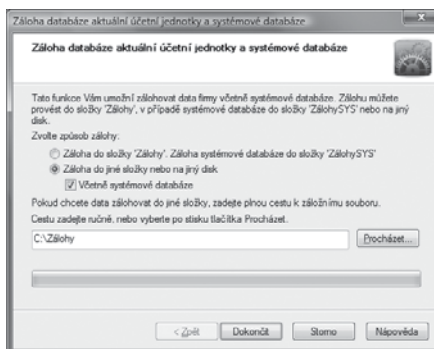 Záloha databáze aktuální účetní jednotky a systémové databáze
Záloha databáze aktuální účetní jednotky a systémové databáze
Tato funkce Vám umožní zálohovat data firmy včetně systémové databáze. Zálohu můžete
provést do složky 'Zálohy', v případě systémové databáze do složky 'ZálohySYS' nebo na jiný
disk.
Zvolte způsob zálohy:
Záloha do složky 'Zálohy'. Záloha systémové databáze do složky 'ZálohySYS'
Záloha do jiné složky nebo na jiný disk
Včetně systémové databáze
Pokud chcete data zálohovat do jiné složky, zadejte plnou cestu k záložnímu souboru.
Cestu zadejte ručně, nebo vyberte po stisku tlačítka Procházet.
C:\Zálohy
Procházet...
< Zpět Dokončit Storno Nápověda